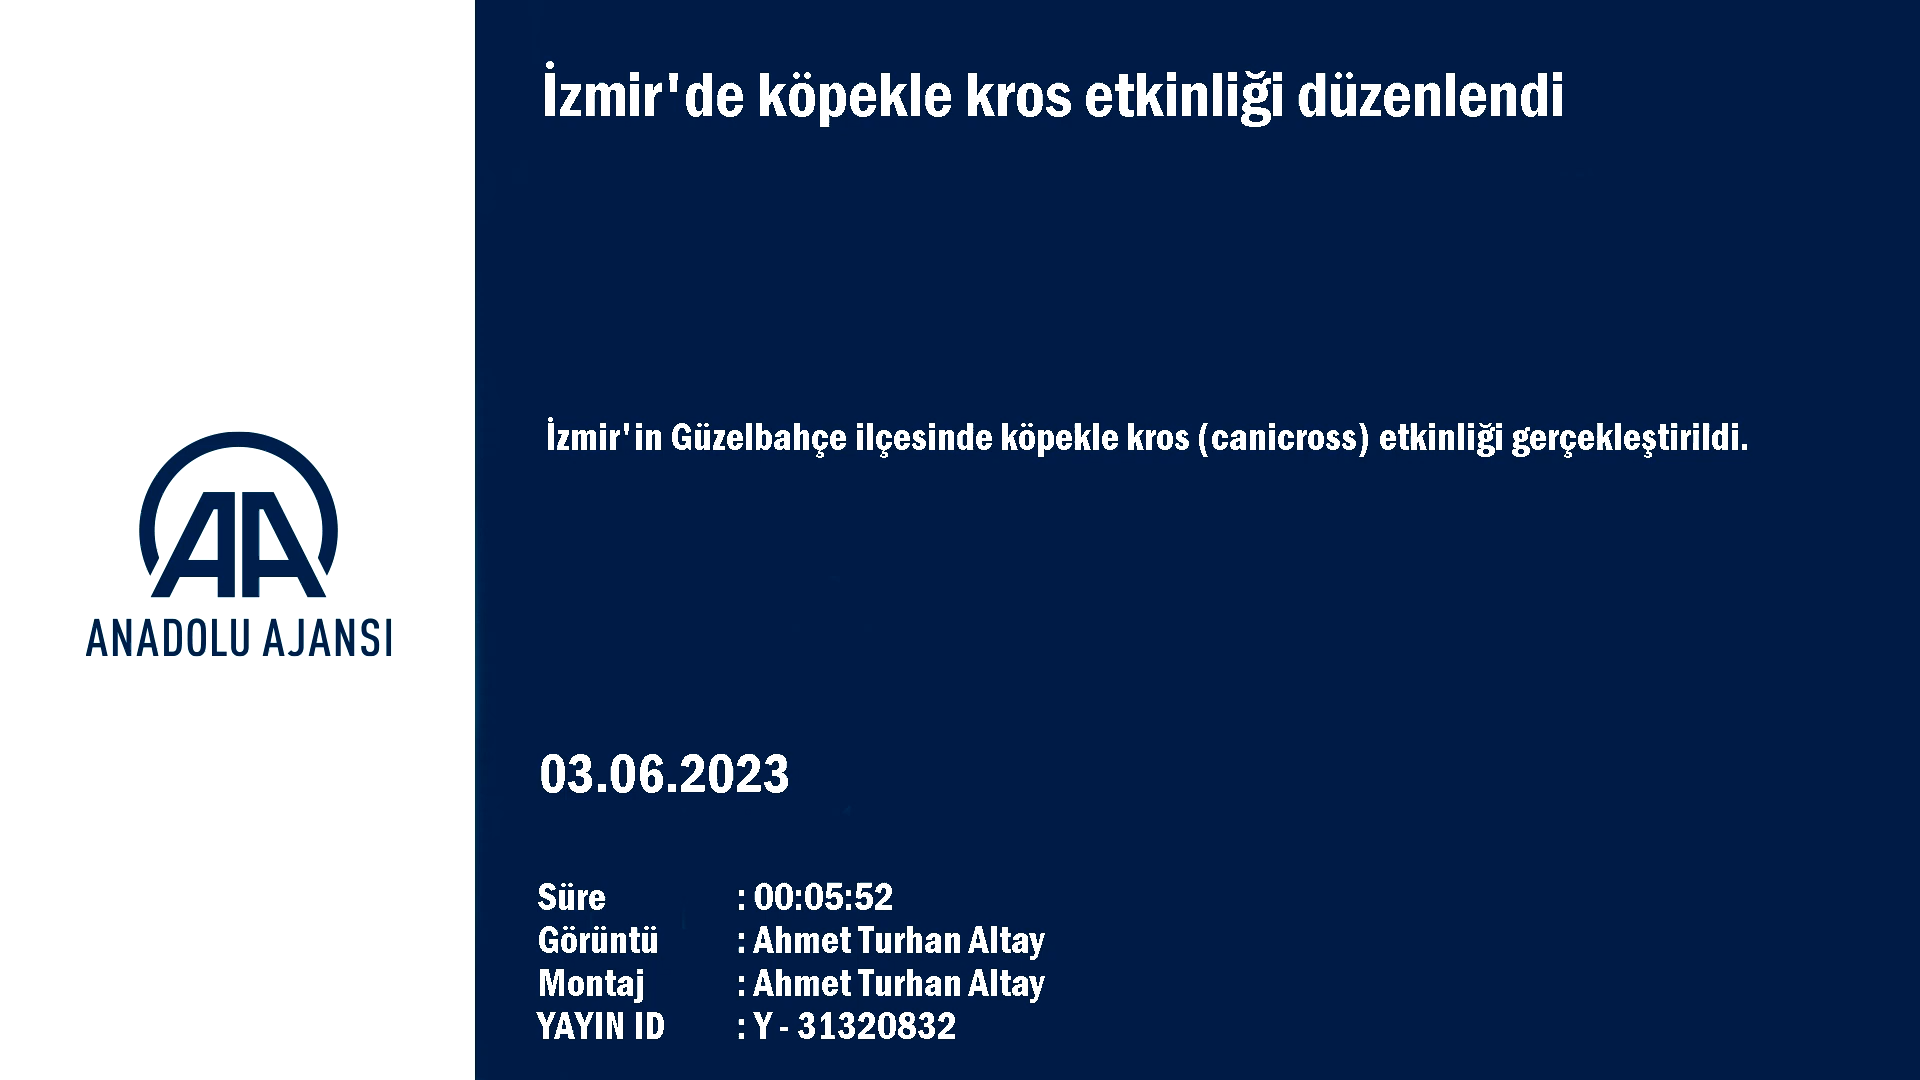 İzmir'de köpekle kros etkinliği düzenlendi
İzmir'in Güzelbahçe ilçesinde köpekle kros (canicross) etkinliği gerçekleştirildi.
AA
ANADOLU AJANSI
03.06.2023
Süre : 00:05:52
Görüntü : Ahmet Turhan Altay
Montaj : Ahmet Turhan Altay
YAYIN ID : Y - 31320832